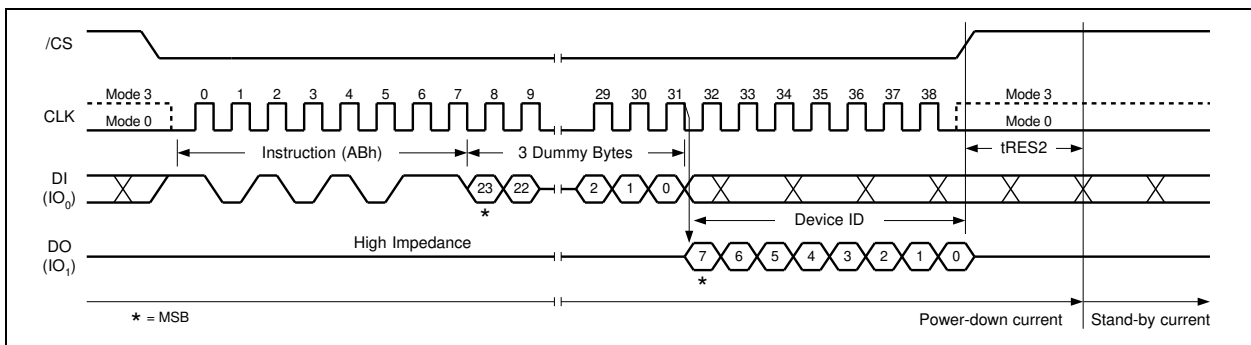 /CS
Mode 3 0 1 2 3 4 5 6 7 8 9 29 30 31 32 33 34 35 36 37 38 Mode 3
CLK
Mode 0 Mode 0
Instruction (ABh) 3 Dummy Bytes tRES2
DI
(IO0)
23 22 2 1 0
*
Device ID
High Impedance
DO
(IO1)
7 6 5 4 3 2 1 0
*
* = MSB
Power-down current Stand-by current